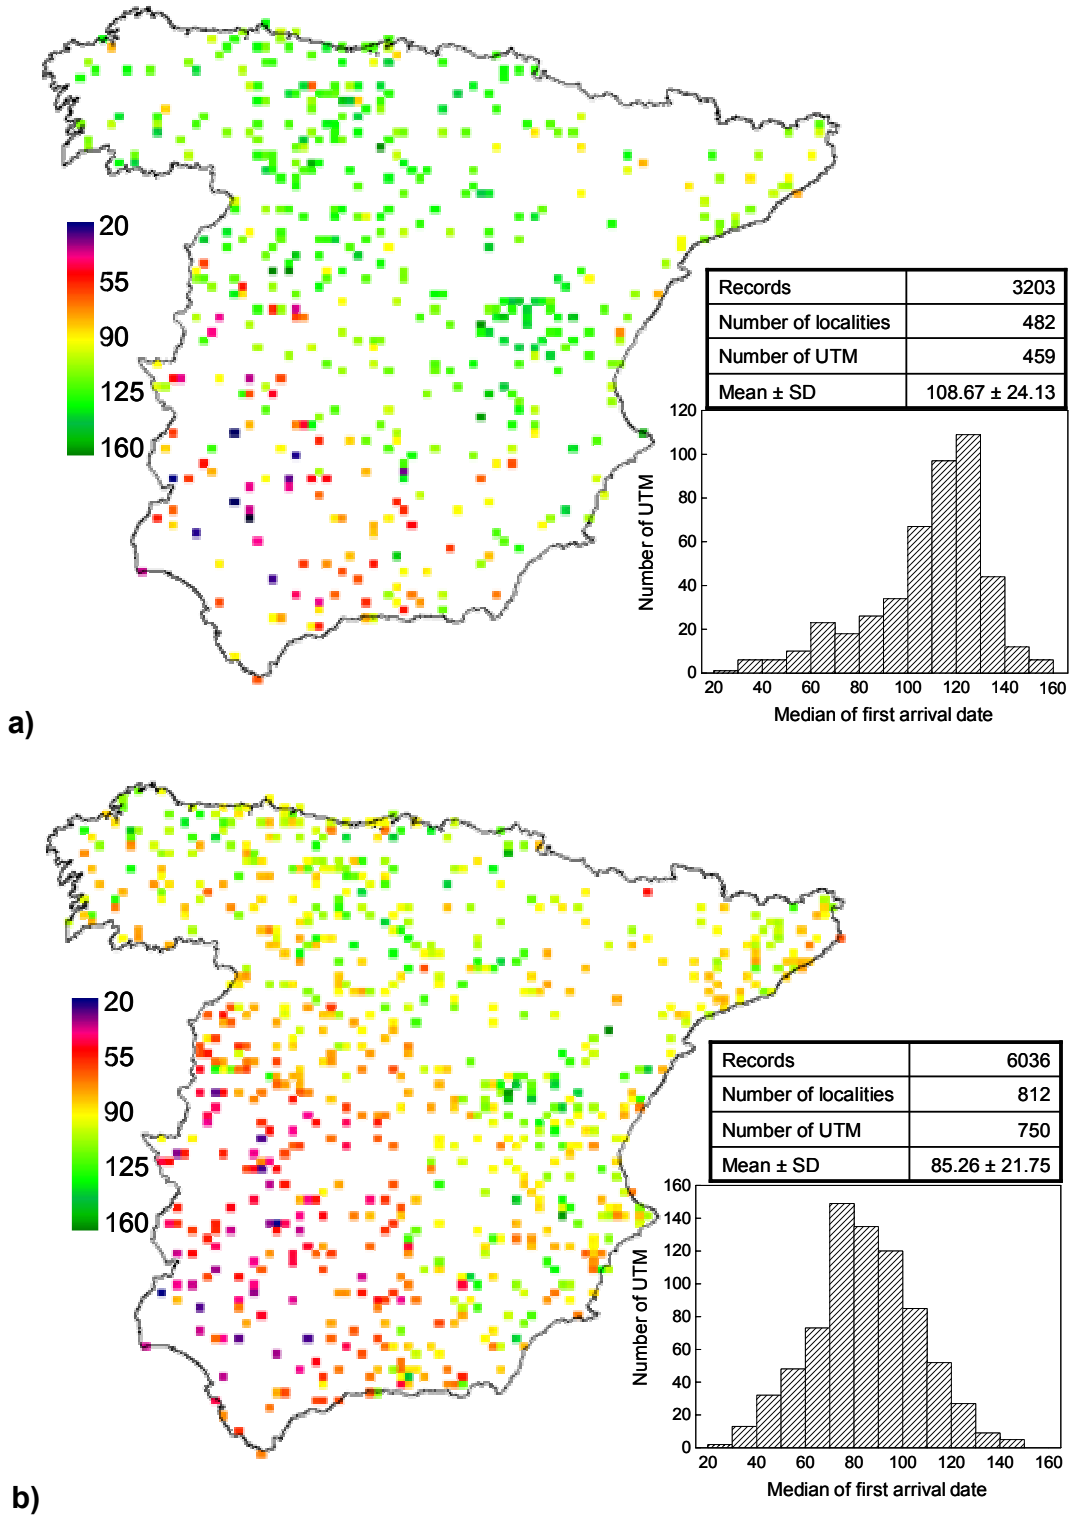 20
55
90
125
160
Records 3203
Number of localities 482
Number of UTM 459
Mean ± SD 108.67 ± 24.13
120
100
80
60
40
20
0
Number of UTM
20 40 60 80 100 120 140 160
Median of first arrival date
a)
20
55
90
125
160
Records 6036
Number of localities 812
Number of UTM 750
Mean ± SD 85.26 ± 21.75
160
140
120
100
80
60
40
20
0
Number of UTM
20 40 60 80 100 120 140 160
Median of first arrival date
b)